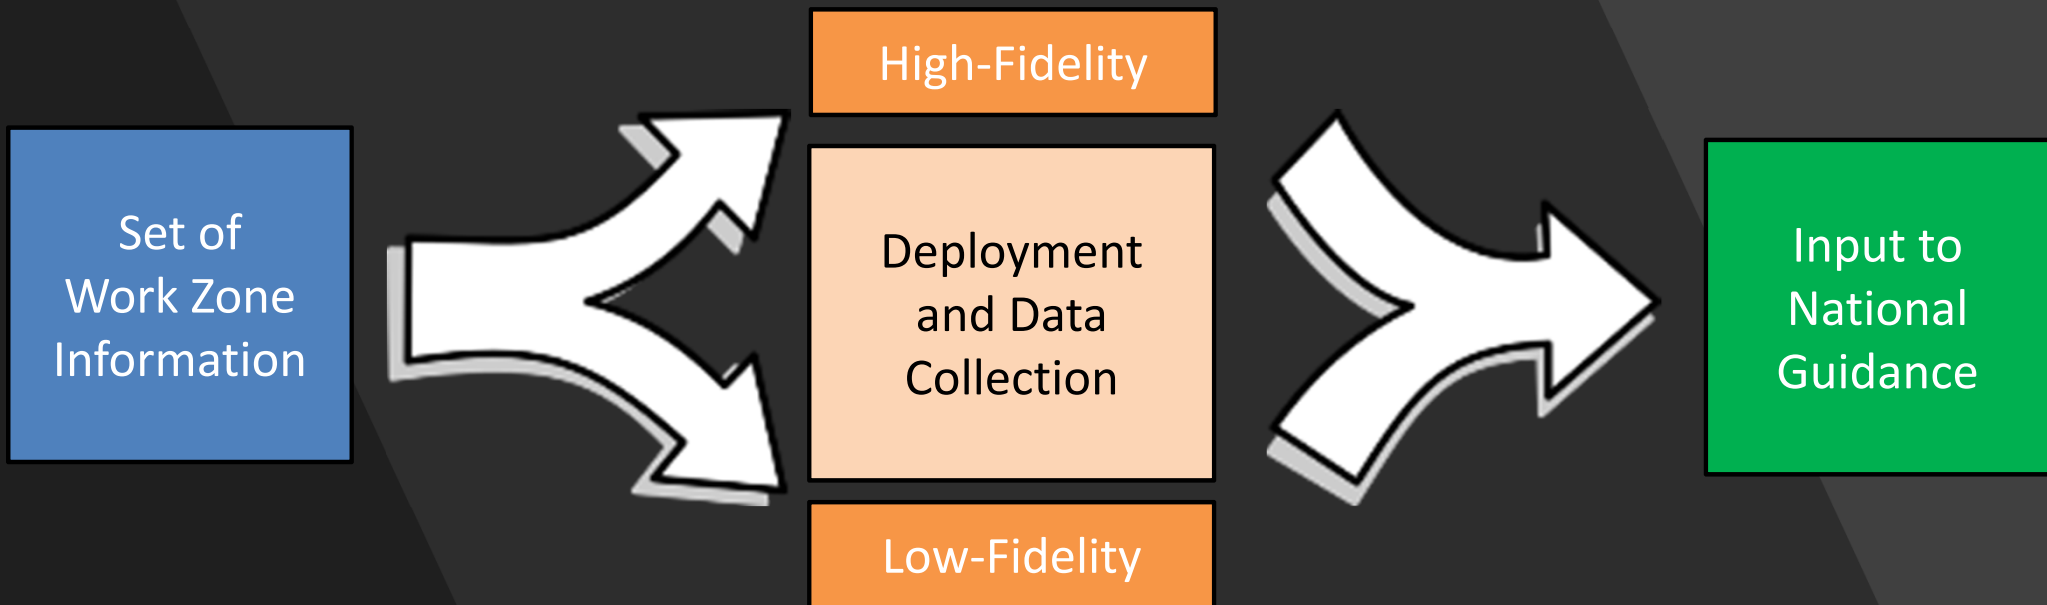 Set of
Work Zone
Information
High-Fidelity
Deployment
and Data
Collection
Low-Fidelity
Input to
National
Guidance